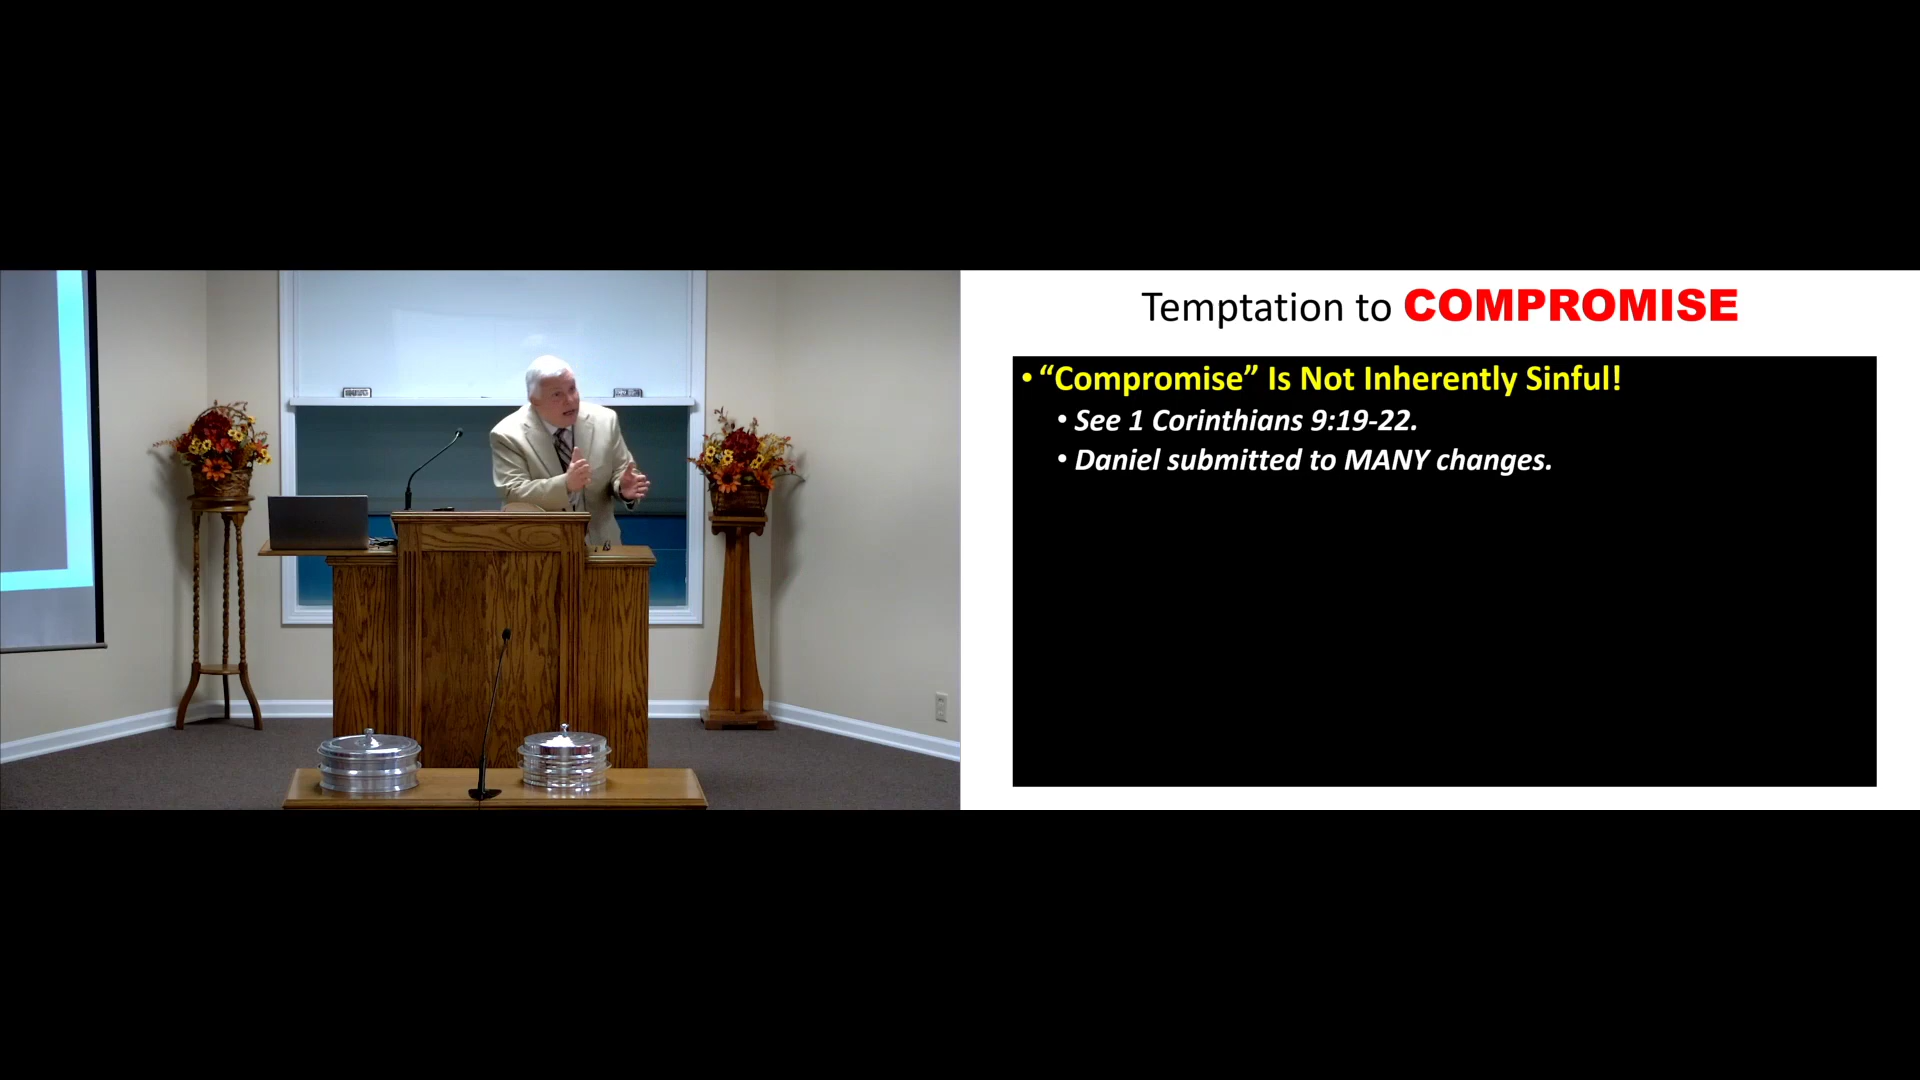 Temptation to COMPROMISE
• “Compromise” Is Not Inherently Sinful!
• See 1 Corinthians 9:19-22.
• Daniel submitted to MANY changes.